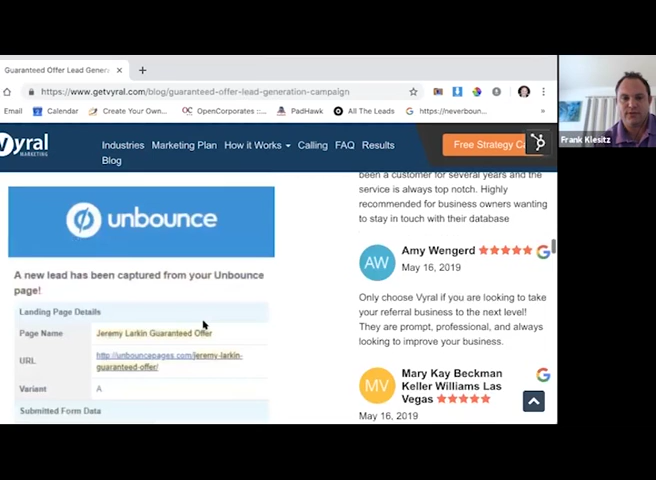 Guaranteed Offer Lead Gener
https://www.getvyral.com/blog/guaranteed-offer-lead-generation-campaign
Email
Calendar
Create Your Own...
OpenCorporates ::...
PadHawk
All The Leads
https://neverboun...
Vyral
MARKETING
Industries
Marketing Plan
How it Works
Calling
FAQ
Results
Blog
Free Strategy Ca
Frank Klesitz
unbounce
A new lead has been captured from your Unbounce
page!
Landing Page Details
Page Name
Jeremy Larkin Guaranteed Offer
URL
http://unbouncepages.com/jeremy-larkin-
guaranteed-offer/
Variant
A
Submitted Form Data
been a customer for several years and the
service is always top notch. Highly
recommended for business owners wanting
to stay in touch with their database
AW
Amy Wengerd
May 16, 2019
Only choose Vyral if you are looking to take
your referral business to the next level!
They are prompt, professional, and always
looking to improve your business.
MV
Mary Kay Beckman
Keller Williams Las
Vegas
May 16, 2019